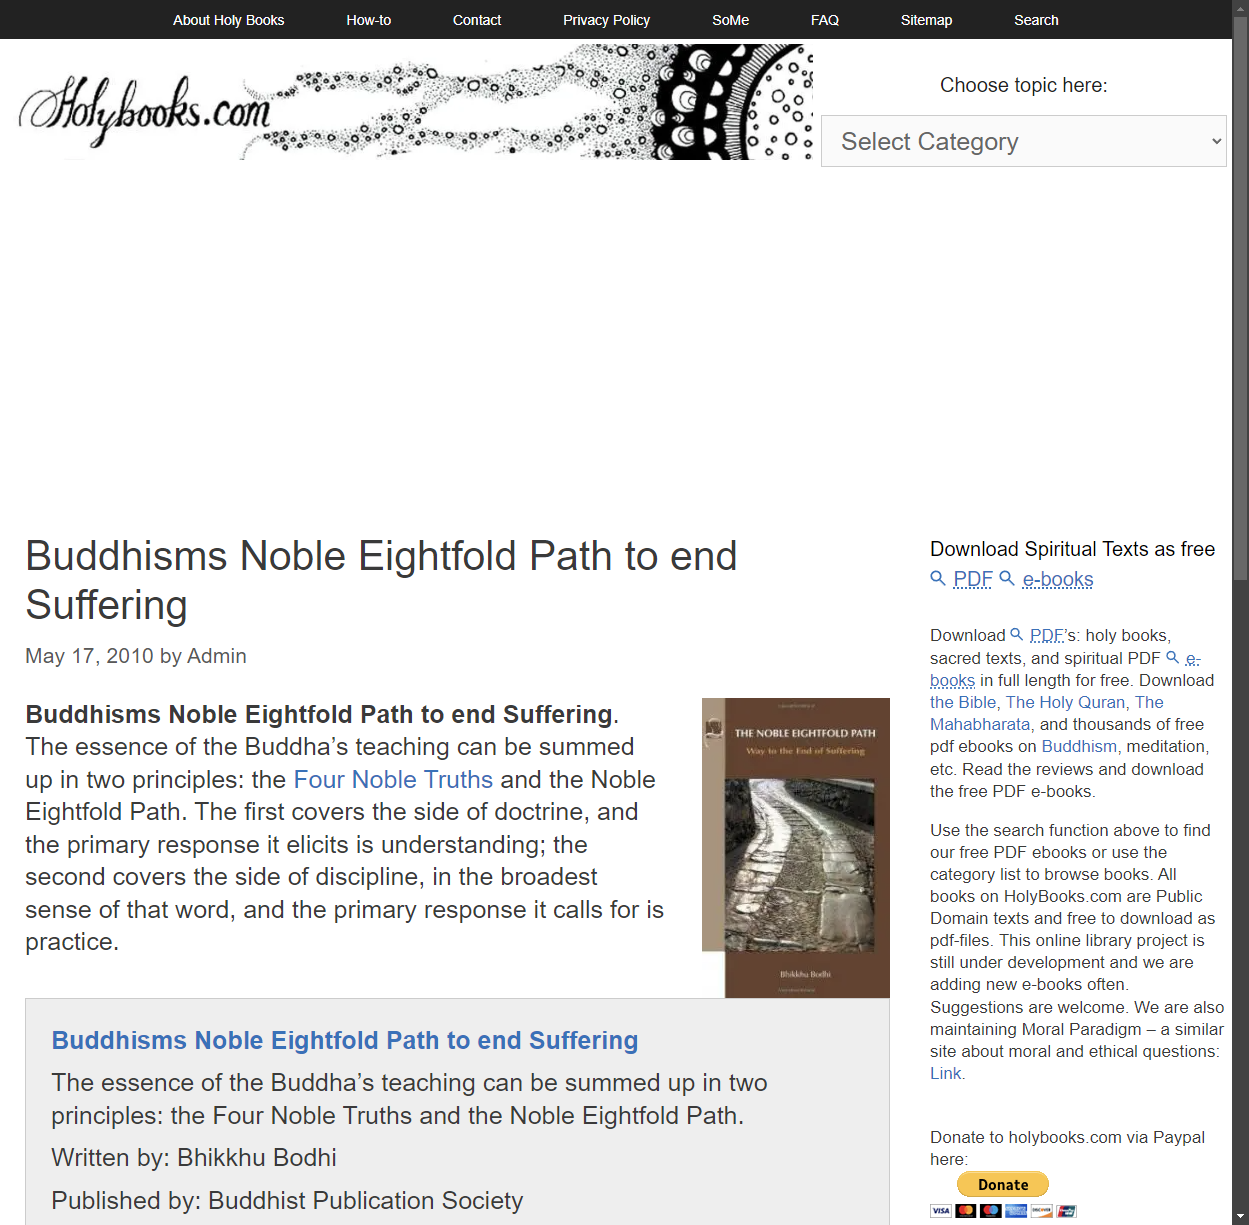 About Holy Books How-to Contact Privacy Policy SoMe FAQ Sitemap Search
Holybooks.com
Choose topic here:
Select Category
Buddhisms Noble Eightfold Path to end
Suffering
May 17, 2010 by Admin
Buddhisms Noble Eightfold Path to end Suffering.
The essence of the Buddha’s teaching can be summed
up in two principles: the Four Noble Truths and the Noble
Eightfold Path. The first covers the side of doctrine, and
the primary response it elicits is understanding; the
second covers the side of discipline, in the broadest
sense of that word, and the primary response it calls for is
practice.
THE NOBLE EIGHTFOLD PATH
Way to the End of Suffering
Bhikkhu Bodhi
Buddhisms Noble Eightfold Path to end Suffering
The essence of the Buddha’s teaching can be summed up in two
principles: the Four Noble Truths and the Noble Eightfold Path.
Written by: Bhikkhu Bodhi
Published by: Buddhist Publication Society
Download Spiritual Texts as free
PDF e-books
Download PDF’s: holy books,
sacred texts, and spiritual PDF e-
books in full length for free. Download
the Bible, The Holy Quran, The
Mahabharata, and thousands of free
pdf ebooks on Buddhism, meditation,
etc. Read the reviews and download
the free PDF e-books.
Use the search function above to find
our free PDF ebooks or use the
category list to browse books. All
books on HolyBooks.com are Public
Domain texts and free to download as
pdf-files. This online library project is
still under development and we are
adding new e-books often.
Suggestions are welcome. We are also
maintaining Moral Paradigm – a similar
site about moral and ethical questions:
Link.
Donate to holybooks.com via Paypal
here:
Donate
VISA DISCOVER